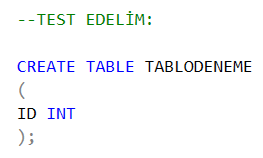 --TEST EDELİM:
CREATE TABLE TABLODENEME
(
ID INT
);